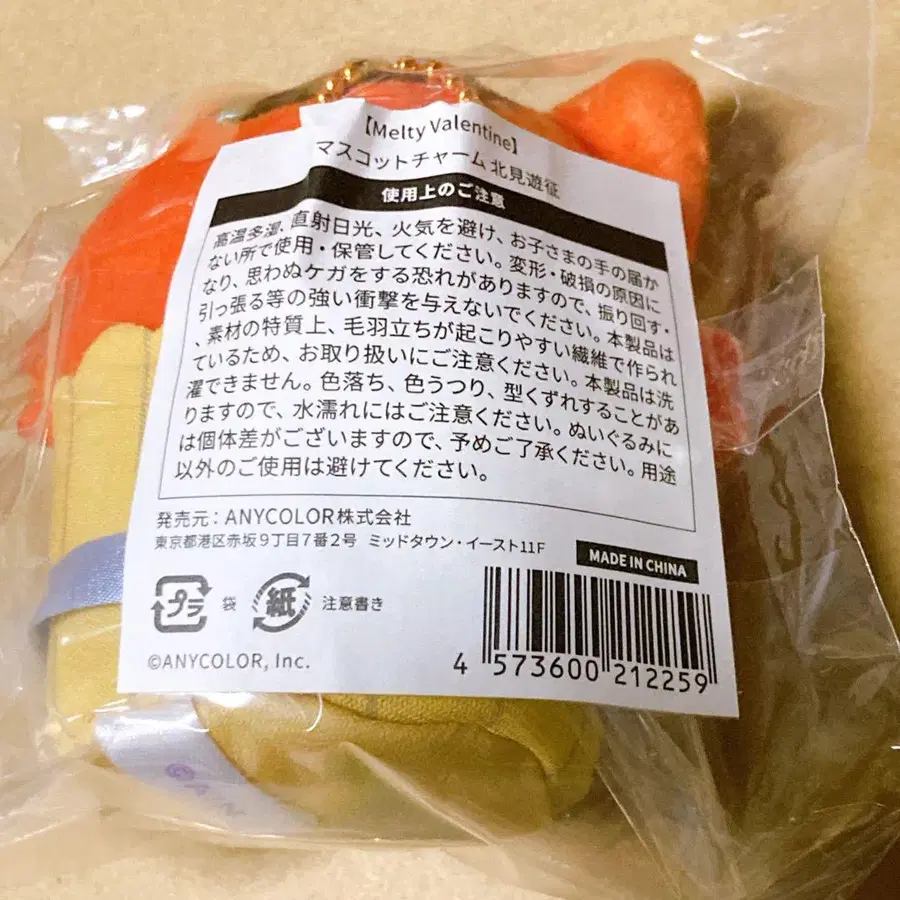 【Melty Valentine】
マスコットチャーム 北見遊征
使用上のご注意
高温多湿、直射日光、火気を避け、お子さまの手の届か
ない所で使用・保管してください。変形・破損の原因に
なり、思わぬケガをする恐れがありますので、振り回す・
引っ張る等の強い衝撃を与えないでください。本製品は
、素材の特質上、毛羽立ちが起こりやすい繊維で作られ
ているため、お取り扱いにご注意ください。本製品は洗
濯できません。色落ち、色うつり、型くずれすることがあ
りますので、水濡れにはご注意ください。ぬいぐるみに
は個体差がございますので、予めご了承ください。用途
以外のご使用は避けてください。
発売元：ANYCOLOR株式会社
東京都港区赤坂9丁目7番2号 ミッドタウン・イースト11F
MADE IN CHINA
プラ 袋 紙 注意書き
©ANYCOLOR, Inc.
4 573600 212259